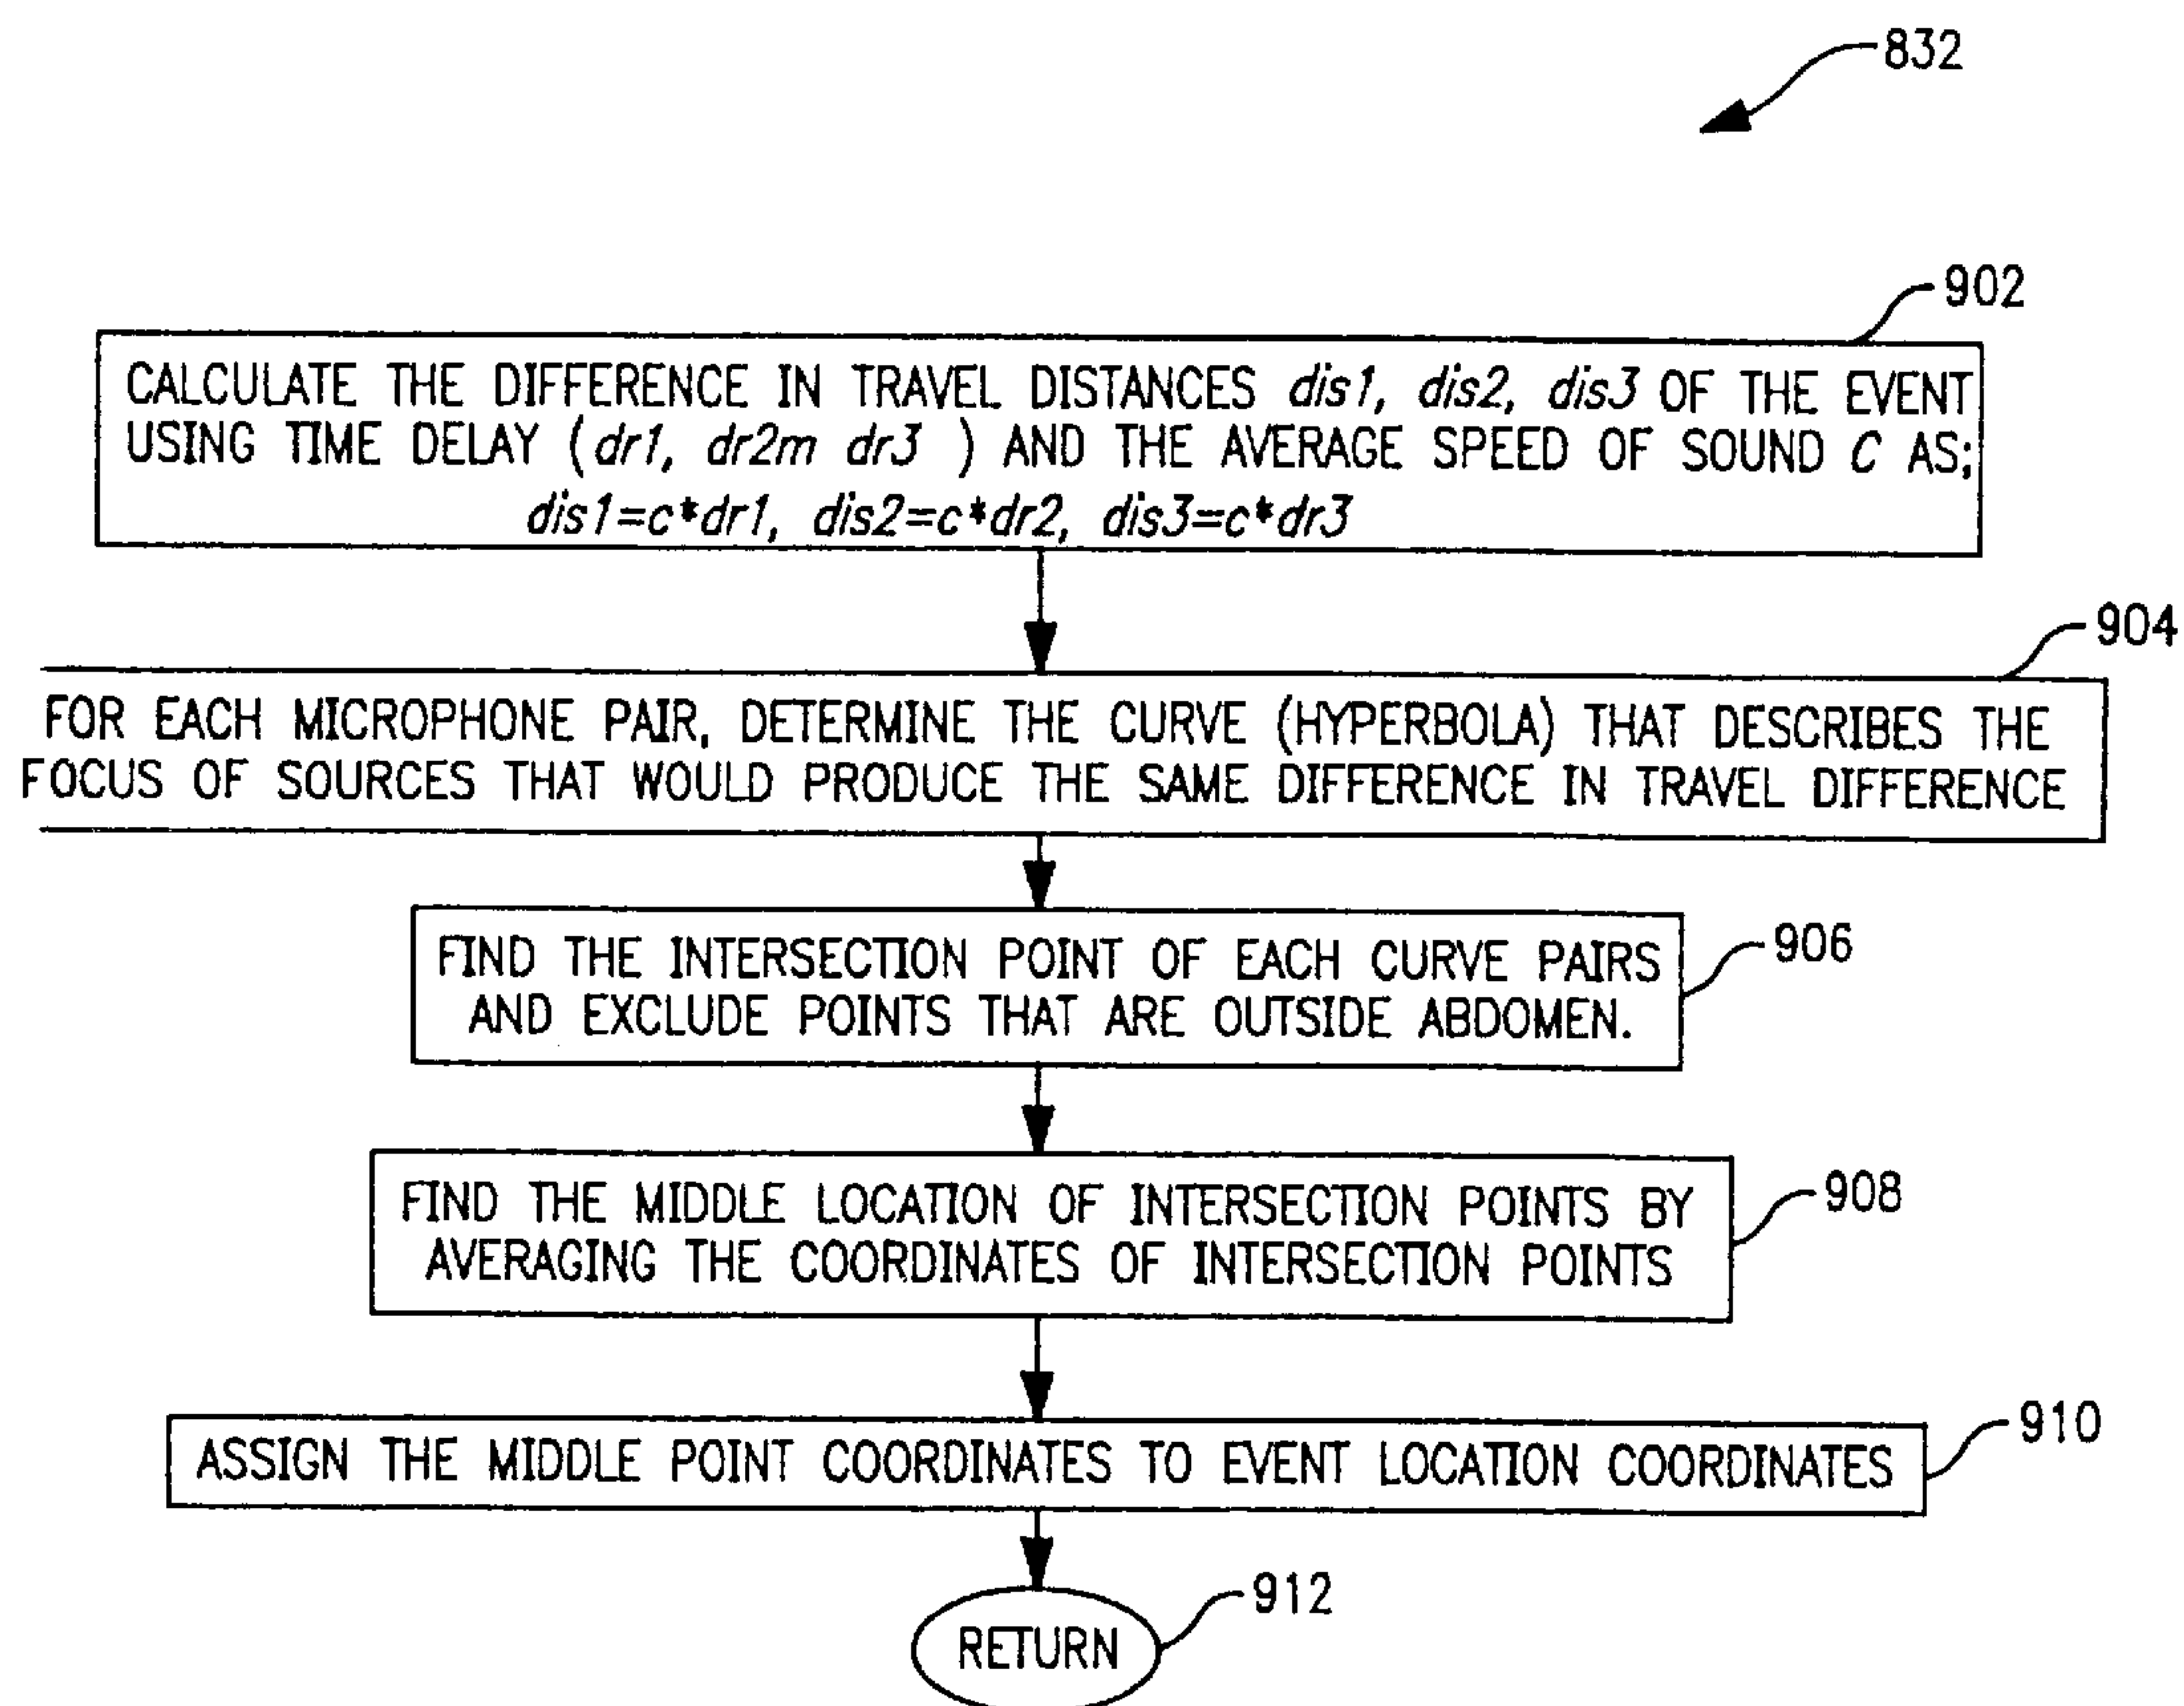 832
902
CALCULATE THE DIFFERENCE IN TRAVEL DISTANCES dis1, dis2, dis3 OF THE EVENT
USING TIME DELAY (dr1, dr2m dr3 ) AND THE AVERAGE SPEED OF SOUND C AS;
dis1=c*dr1, dis2=c*dr2, dis3=c*dr3
904
FOR EACH MICROPHONE PAIR, DETERMINE THE CURVE (HYPERBOLA) THAT DESCRIBES THE
FOCUS OF SOURCES THAT WOULD PRODUCE THE SAME DIFFERENCE IN TRAVEL DIFFERENCE
906
FIND THE INTERSECTION POINT OF EACH CURVE PAIRS
AND EXCLUDE POINTS THAT ARE OUTSIDE ABDOMEN.
908
FIND THE MIDDLE LOCATION OF INTERSECTION POINTS BY
AVERAGING THE COORDINATES OF INTERSECTION POINTS
910
ASSIGN THE MIDDLE POINT COORDINATES TO EVENT LOCATION COORDINATES
912
RETURN